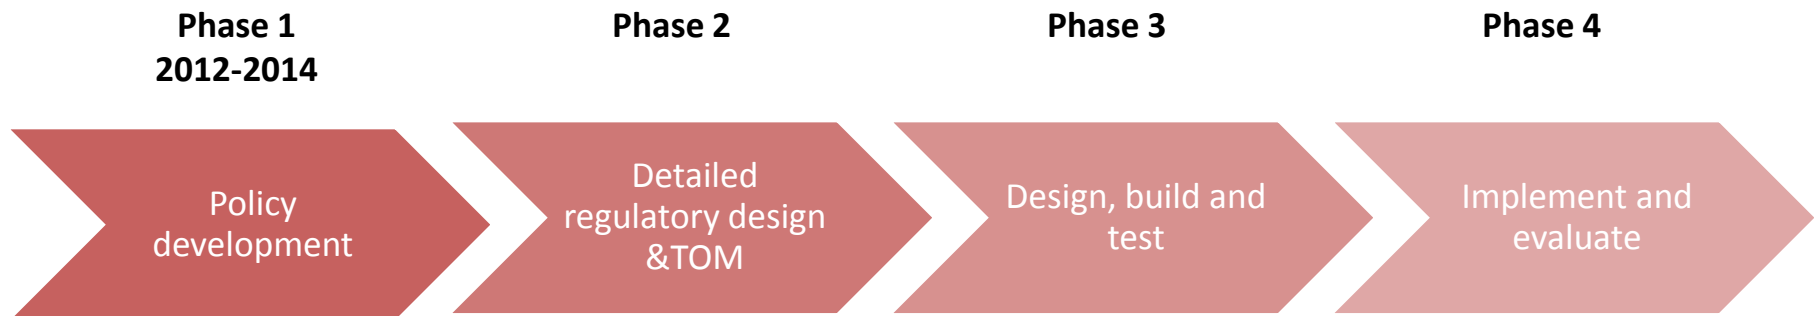 Phase 1
2012-2014
Phase 2
Phase 3
Phase 4
Policy
development
Detailed
regulatory design
&TOM
Design, build and
test
Implement and
evaluate